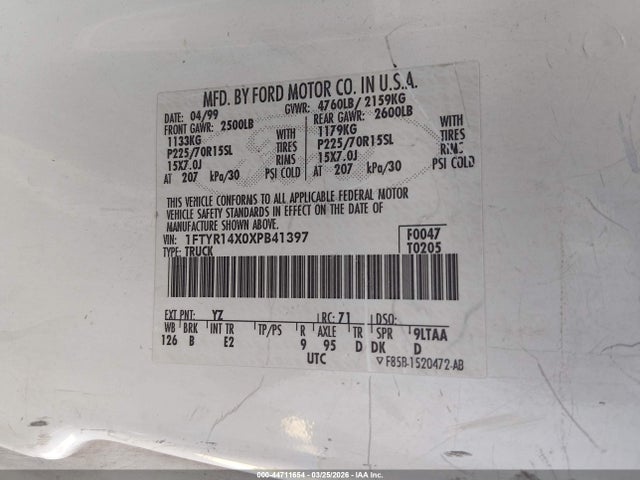 MFD. BY FORD MOTOR CO. IN U.S.A.
DATE: 04/99 GVWR: 4760LB/ 2159KG
FRONT GAWR: 2500LB REAR GAWR: 2600LB
1133KG WITH 1179KG WITH
P225/70R15SL TIRES P225/70R15SL TIRES
15X7.0J RIMS 15X7.0J RIMS
AT 207 kPa/30 PSI COLD AT 207 kPa/30 PSI COLD
THIS VEHICLE CONFORMS TO ALL APPLICABLE FEDERAL MOTOR
VEHICLE SAFETY STANDARDS IN EFFECT ON THE DATE OF
MANUFACTURE SHOWN ABOVE.
VIN: 1FTYR14X0XPB41397 F0047
TYPE: TRUCK T0205
EXT PNT: YZ RC: 71 DSO:
WB BRK INT TR TP/PS R AXLE TR SPR 9LTAA
126 B E2 9 95 D DK D
UTC ▽ F85B-1520472-AB
000-44711654 | 03/25/2026 - IAAI.COM